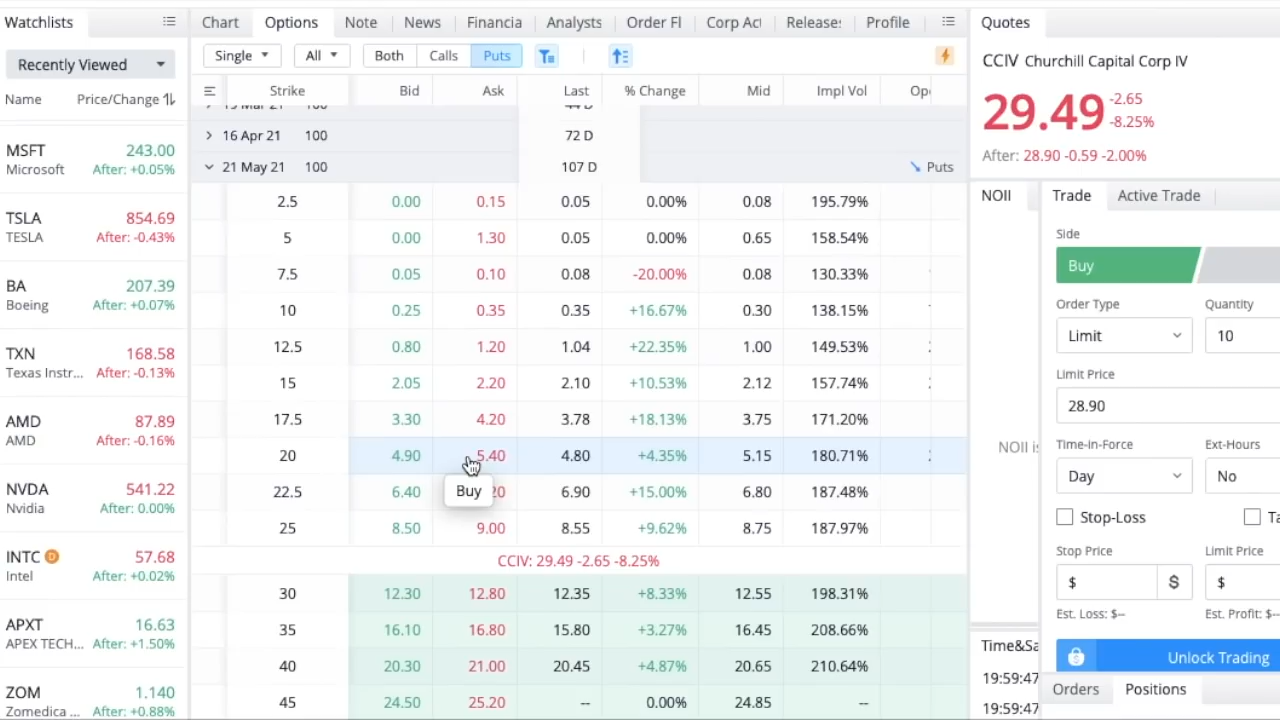 Watchlists
Recently Viewed
Name Price/Change
MSFT 243.00
Microsoft After: +0.05%
TSLA 854.69
TESLA After: -0.43%
BA 207.39
Boeing After: +0.07%
TXN 168.58
Texas Instr... After: -0.13%
AMD 87.89
AMD After: -0.16%
NVDA 541.22
Nvidia After: 0.00%
INTC D 57.68
Intel After: +0.02%
APXT 16.63
APEX TECH... After: +1.50%
ZOM 1.140
Zomedica ... After: +0.88%
Chart Options Note News Financia Analysts Order Fl Corp Act Releases Profile
Single All Both Calls Puts
Strike Bid Ask Last % Change Mid Impl Vol Ope
19 Mar 21 100 44 D
16 Apr 21 100 72 D
21 May 21 100 107 D Puts
2.5 0.00 0.15 0.05 0.00% 0.08 195.79%
5 0.00 1.30 0.05 0.00% 0.65 158.54%
7.5 0.05 0.10 0.08 -20.00% 0.08 130.33%
10 0.25 0.35 0.35 +16.67% 0.30 138.15%
12.5 0.80 1.20 1.04 +22.35% 1.00 149.53%
15 2.05 2.20 2.10 +10.53% 2.12 157.74%
17.5 3.30 4.20 3.78 +18.13% 3.75 171.20%
20 4.90 5.40 4.80 +4.35% 5.15 180.71%
22.5 6.40 20 6.90 +15.00% 6.80 187.48%
Buy
25 8.50 9.00 8.55 +9.62% 8.75 187.97%
CCIV: 29.49 -2.65 -8.25%
30 12.30 12.80 12.35 +8.33% 12.55 198.31%
35 16.10 16.80 15.80 +3.27% 16.45 208.66%
40 20.30 21.00 20.45 +4.87% 20.65 210.64%
45 24.50 25.20 -- 0.00% 24.85 --
Quotes
CCIV Churchill Capital Corp IV
29.49 -2.65
-8.25%
After: 28.90 -0.59 -2.00%
NOII
NOII is
Time&Sa
19:59:47
19:59:47
Trade Active Trade
Side
Buy
Order Type Quantity
Limit 10
Limit Price
28.90
Time-in-Force Ext-Hours
Day No
Stop-Loss Ta
Stop Price Limit Price
$ $ $
Est. Loss: $-- Est. Profit: $--
Unlock Trading
Orders Positions